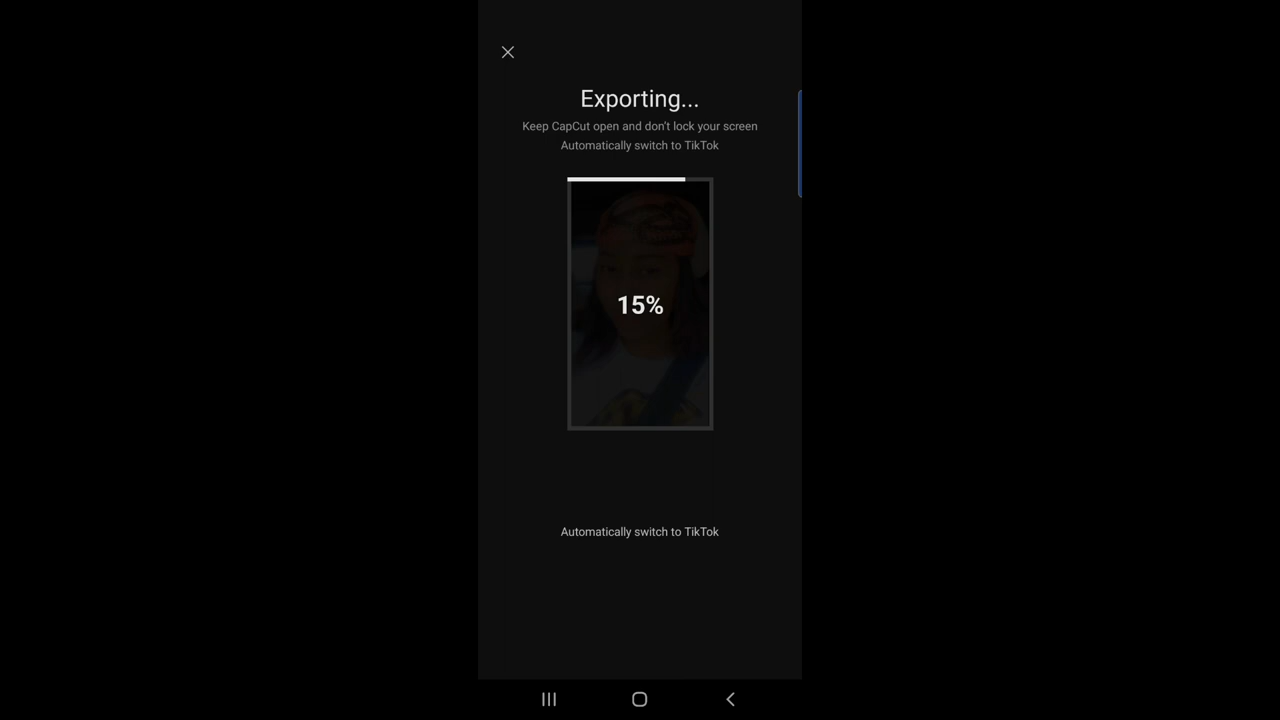 Exporting...
Keep CapCut open and don't lock your screen
Automatically switch to TikTok
15%
Automatically switch to TikTok